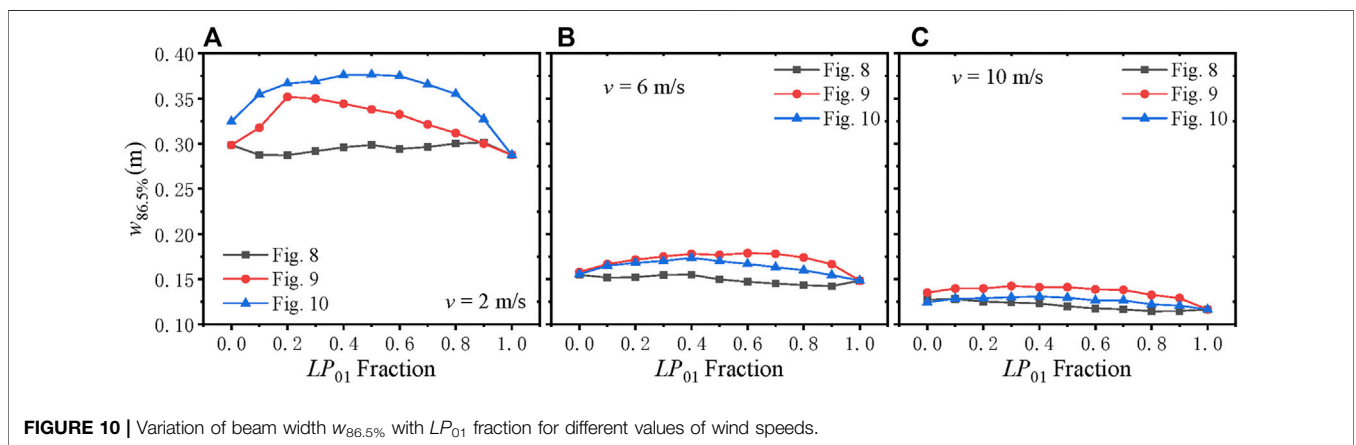 A
B
C
0.40
0.35
0.30
0.25
0.20
0.15
0.10
w86.5% (m)
Fig. 8
Fig. 9
Fig. 10
v = 2 m/s
0.0 0.2 0.4 0.6 0.8 1.0
LP01 Fraction
v = 6 m/s
Fig. 8
Fig. 9
Fig. 10
0.0 0.2 0.4 0.6 0.8 1.0
LP01 Fraction
v = 10 m/s
Fig. 8
Fig. 9
Fig. 10
0.0 0.2 0.4 0.6 0.8 1.0
LP01 Fraction
FIGURE 10 | Variation of beam width w86.5% with LP01 fraction for different values of wind speeds.